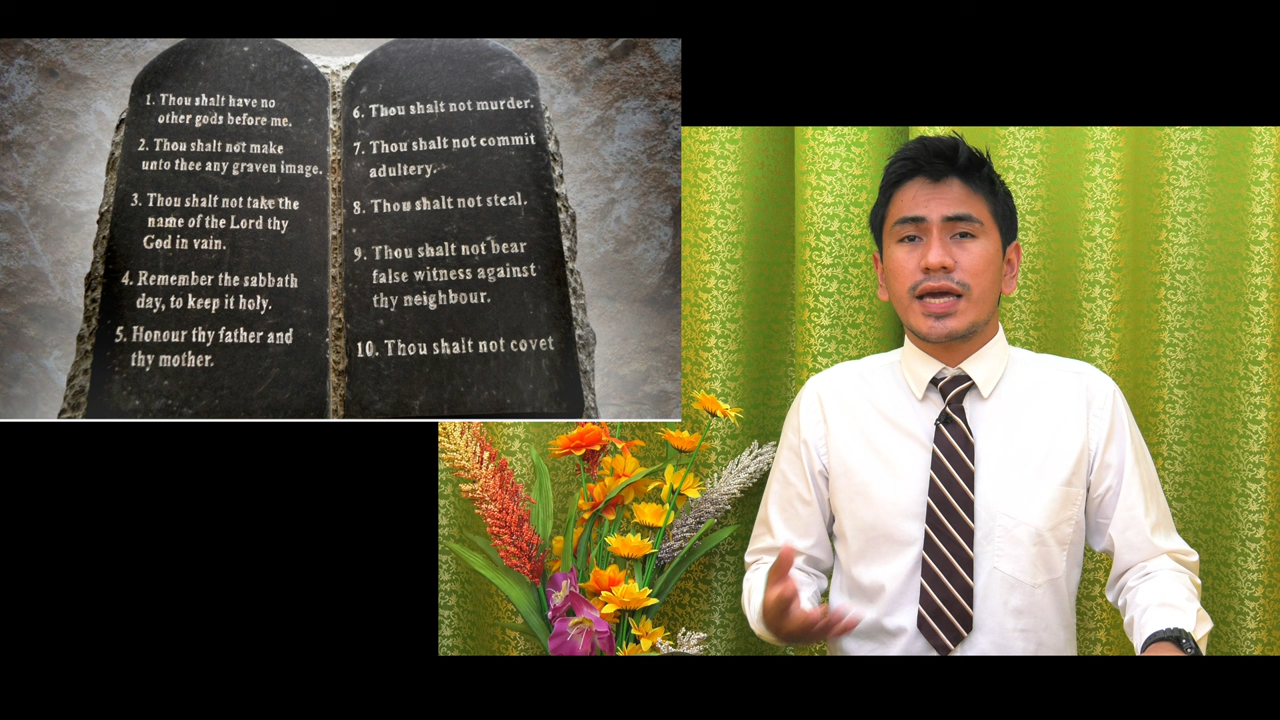 1. Thou shalt have no
other gods before me.
2. Thou shalt not make
unto thee any graven image.
3. Thou shalt not take the
name of the Lord thy
God in vain.
4. Remember the sabbath
day, to keep it holy.
5. Honour thy father and
thy mother.
6. Thou shalt not murder.
7. Thou shalt not commit
adultery.
8. Thou shalt not steal.
9. Thou shalt not bear
false witness against
thy neighbour.
10. Thou shalt not covet